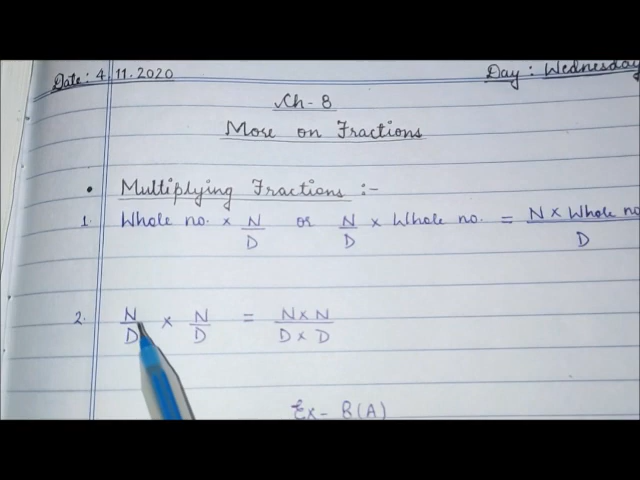 Date: 4.11.2020 Day: Wednesday
Ch-8
More on Fractions
• Multiplying Fractions :-
1. Whole no. × N/D or N/D × Whole no. = N × Whole no/D
2. N/D × N/D = N×N/D×D
Ex- 8(A)